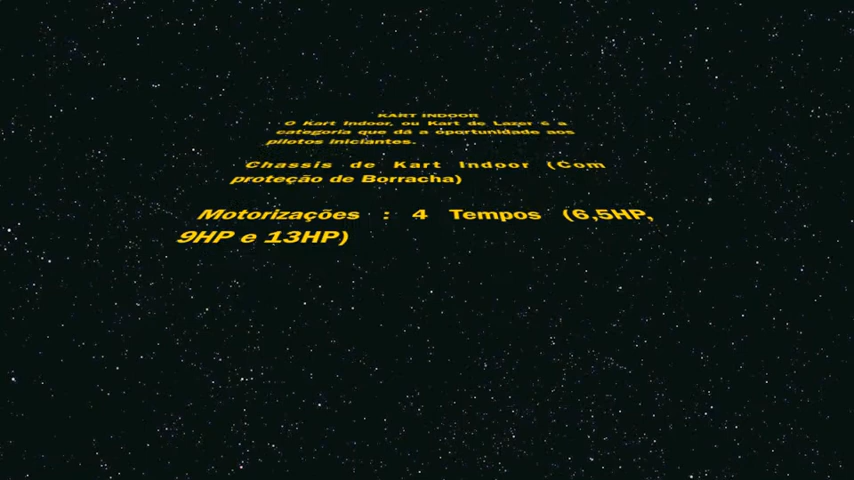 KART INDOOR
O Kart Indoor, ou Kart de Lazer é a
categoria que dá a oportunidade aos
pilotos iniciantes.
Chassis de Kart Indoor (Com
proteção de Borracha)
Motorizações : 4 Tempos (6,5HP,
9HP e 13HP)